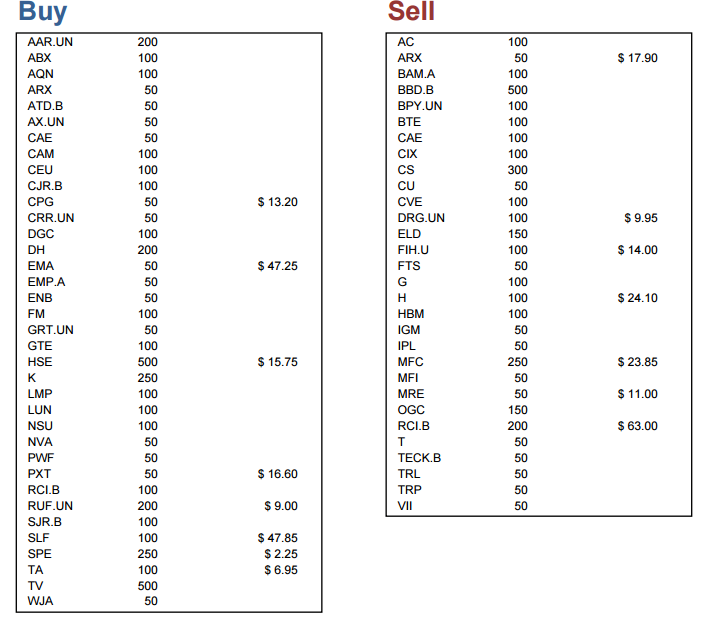 Buy
AAR.UN 200
ABX 100
AQN 100
ARX 50
ATD.B 50
AX.UN 50
CAE 50
CAM 100
CEU 100
CJR.B 100
CPG 50 $ 13.20
CRR.UN 50
DGC 100
DH 200
EMA 50 $ 47.25
EMP.A 50
ENB 50
FM 100
GRT.UN 50
GTE 100
HSE 500 $ 15.75
K 250
LMP 100
LUN 100
NSU 100
NVA 50
PWF 50
PXT 50 $ 16.60
RCI.B 100
RUF.UN 200 $ 9.00
SJR.B 100
SLF 100 $ 47.85
SPE 250 $ 2.25
TA 100 $ 6.95
TV 500
WJA 50
Sell
AC 100
ARX 50 $ 17.90
BAM.A 100
BBD.B 500
BPY.UN 100
BTE 100
CAE 100
CIX 100
CS 300
CU 50
CVE 100
DRG.UN 100 $ 9.95
ELD 150
FIH.U 100 $ 14.00
FTS 50
G 100
H 100 $ 24.10
HBM 100
IGM 50
IPL 50
MFC 250 $ 23.85
MFI 50
MRE 50 $ 11.00
OGC 150
RCI.B 200 $ 63.00
T 50
TECK.B 50
TRL 50
TRP 50
VII 50